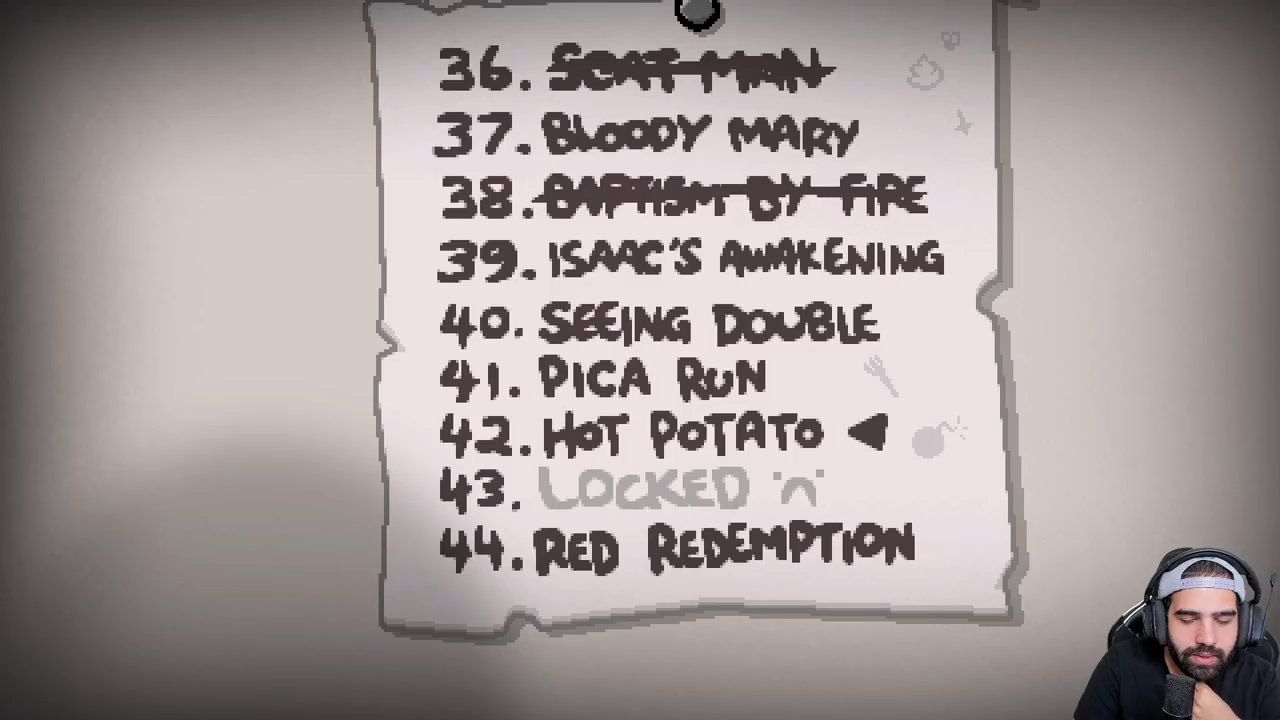 36. SCAT MAN
37. BLOODY MARY
38. BAPTISM BY FIRE
39. ISAAC'S AWAKENING
40. SEEING DOUBLE
41. PICA RUN
42. HOT POTATO
43. LOCKED
44. RED REDEMPTION